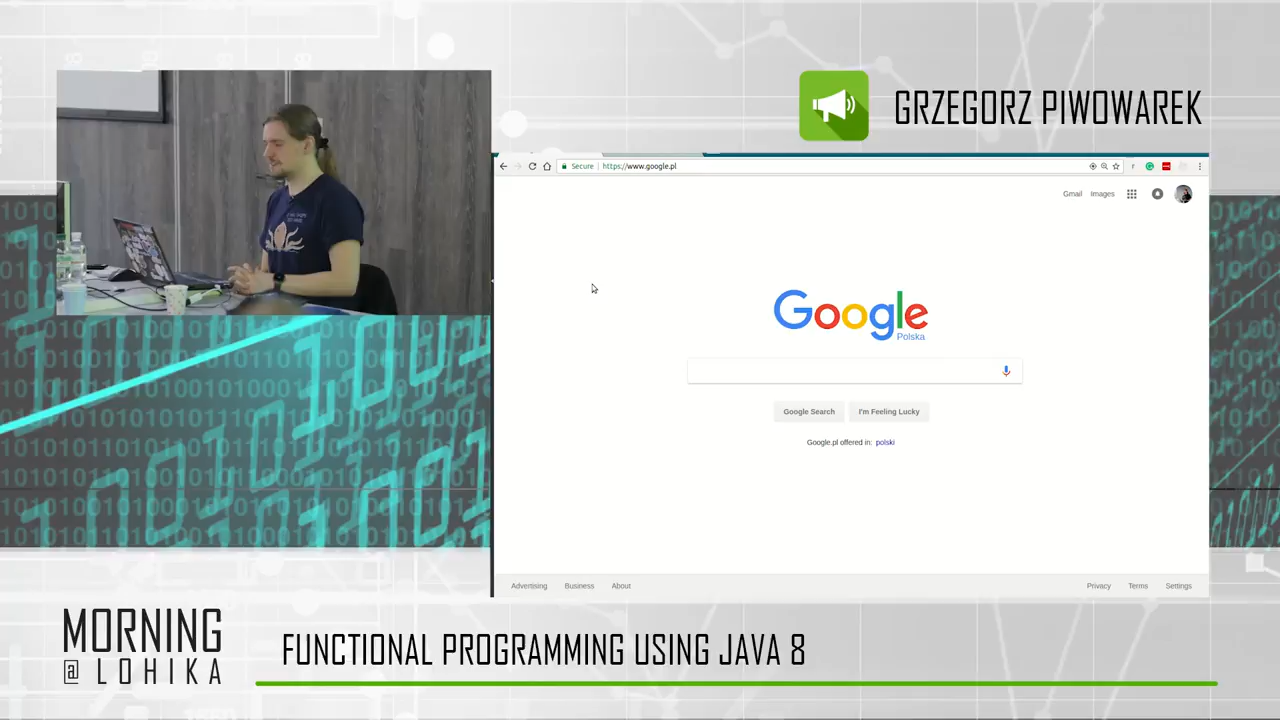 GRZEGORZ PIWOWAREK
Secure | https://www.google.pl
Gmail Images
Google
Polska
Google Search I'm Feeling Lucky
Google.pl offered in: polski
Advertising Business About Privacy Terms Settings
MORNING
@ LOHIKA
FUNCTIONAL PROGRAMMING USING JAVA 8